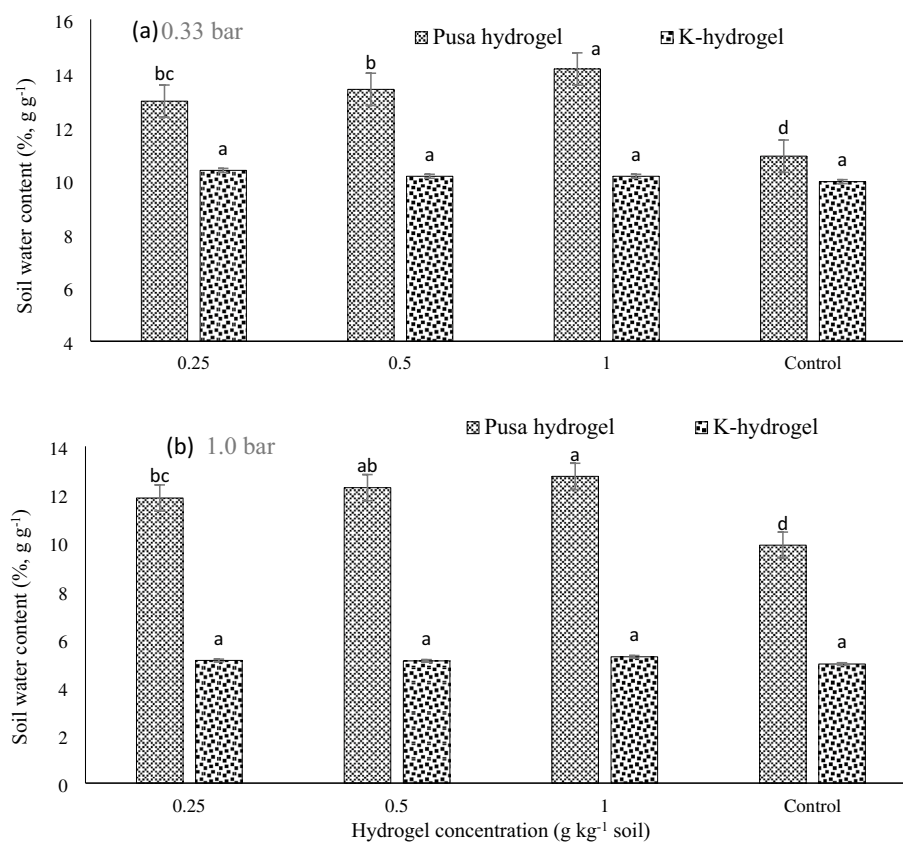 (a) 0.33 bar
Pusa hydrogel K-hydrogel
Soil water content (%, g g⁻¹)
16
14
12
10
8
6
4
bc a
b a
a a
d a
0.25 0.5 1 Control
(b) 1.0 bar
Pusa hydrogel K-hydrogel
Soil water content (%, g g⁻¹)
14
12
10
8
6
4
2
0
bc a
ab a
a a
d a
0.25 0.5 1 Control
Hydrogel concentration (g kg⁻¹ soil)